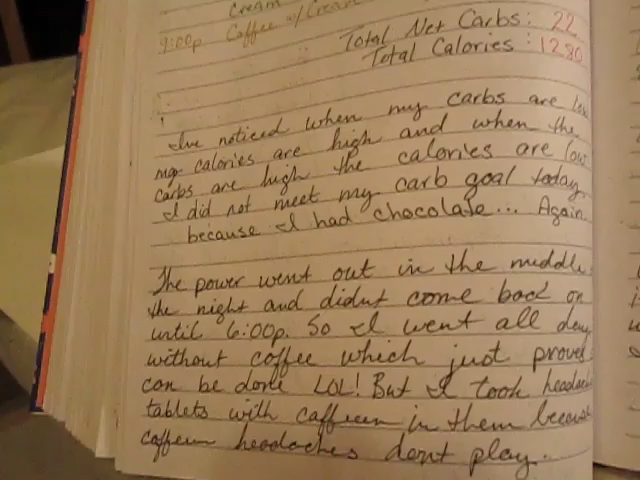 Cream
9:00p Coffee w/Cream
Total Net Carbs: 22
Total Calories: 1280
Ive noticed when my carbs are low
my calories are high and when the
carbs are high the calories are low
I did not meet my carb goal today
because I had chocolate... Again
The power went out in the middle
the night and didnt come back on
until 6:00p. So I went all day
without coffee which just proves
can be done LOL! But I took headach
tablets with caffeen in them because
caffeen headaches dont play.